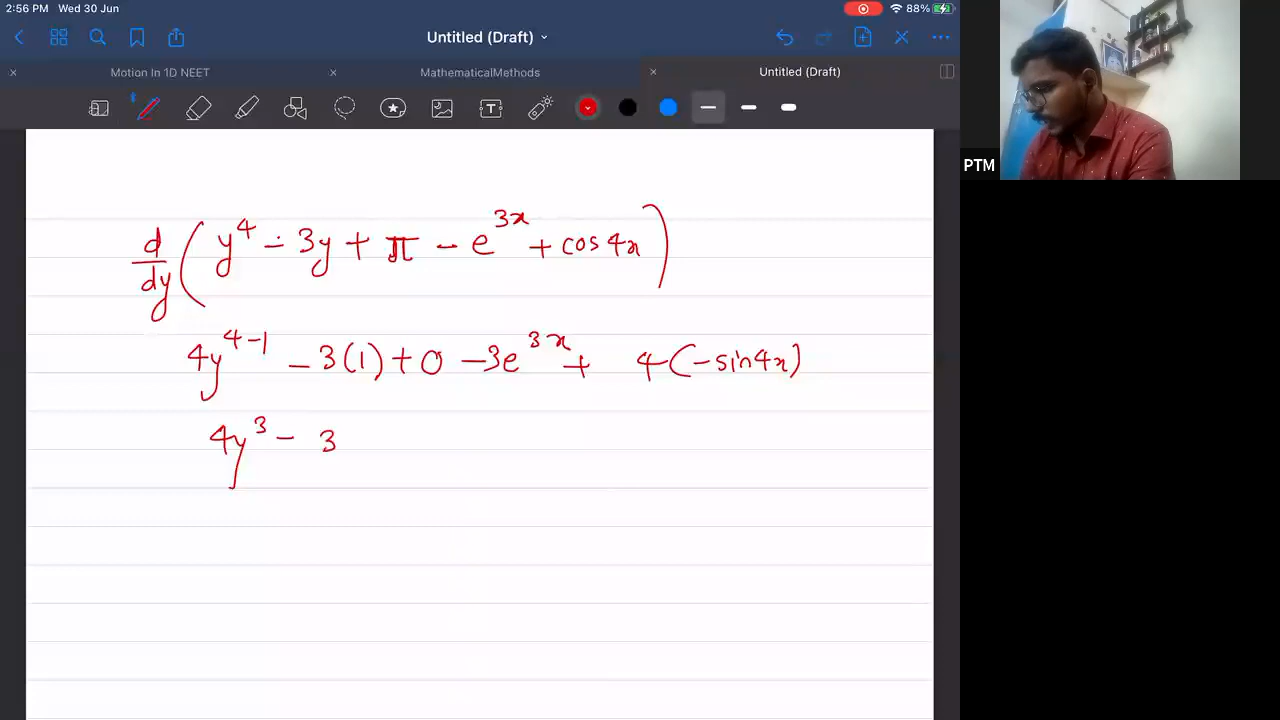 2:56 PM Wed 30 Jun
88%
Untitled (Draft)
Motion In 1D NEET
MathematicalMethods
Untitled (Draft)
T
PTM
d/dy ( y^4 - 3y + π - e^{3x} + cos 4x )
4y^{4-1} - 3(1) + 0 - 3e^{3x} + 4(-sin4x)
4y^3 - 3